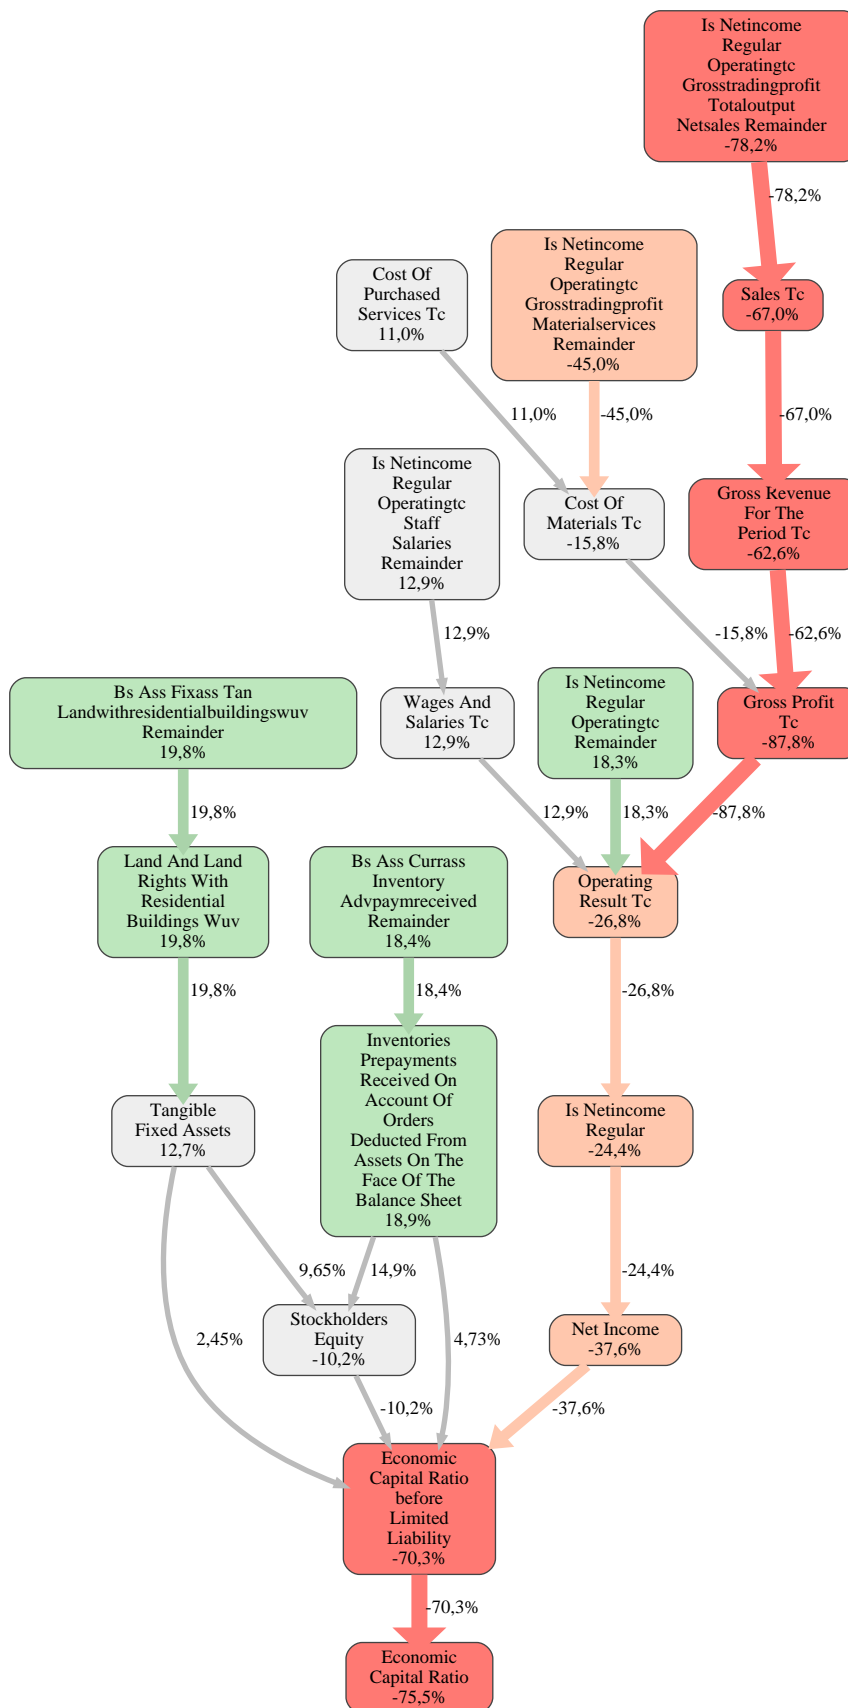 Is Netincome
Regular
Operatingtc
Grosstradingprofit
Totaloutput
Netsales Remainder
-78,2%
-78,2%
Cost Of
Purchased
Services Tc
11,0%
Is Netincome
Regular
Operatingtc
Grosstradingprofit
Materialservices
Remainder
-45,0%
Sales Tc
-67,0%
11,0%
-45,0%
-67,0%
Is Netincome
Regular
Operatingtc
Staff
Salaries
Remainder
12,9%
Cost Of
Materials Tc
-15,8%
Gross Revenue
For The
Period Tc
-62,6%
12,9%
-15,8%
-62,6%
Bs Ass Fixass Tan
Landwithresidentialbuildingswuv
Remainder
19,8%
Wages And
Salaries Tc
12,9%
Is Netincome
Regular
Operatingtc
Remainder
18,3%
Gross Profit
Tc
-87,8%
19,8%
12,9%
18,3%
-87,8%
Land And Land
Rights With
Residential
Buildings Wuv
19,8%
Bs Ass Currass
Inventory
Advpaymreceived
Remainder
18,4%
Operating
Result Tc
-26,8%
19,8%
18,4%
-26,8%
Tangible
Fixed Assets
12,7%
Inventories
Prepayments
Received On
Account Of
Orders
Deducted From
Assets On The
Face Of The
Balance Sheet
18,9%
Is Netincome
Regular
-24,4%
9,65%
14,9%
-24,4%
2,45%
Stockholders
Equity
-10,2%
4,73%
Net Income
-37,6%
-10,2%
-37,6%
Economic
Capital Ratio
before
Limited
Liability
-70,3%
-70,3%
Economic
Capital Ratio
-75,5%